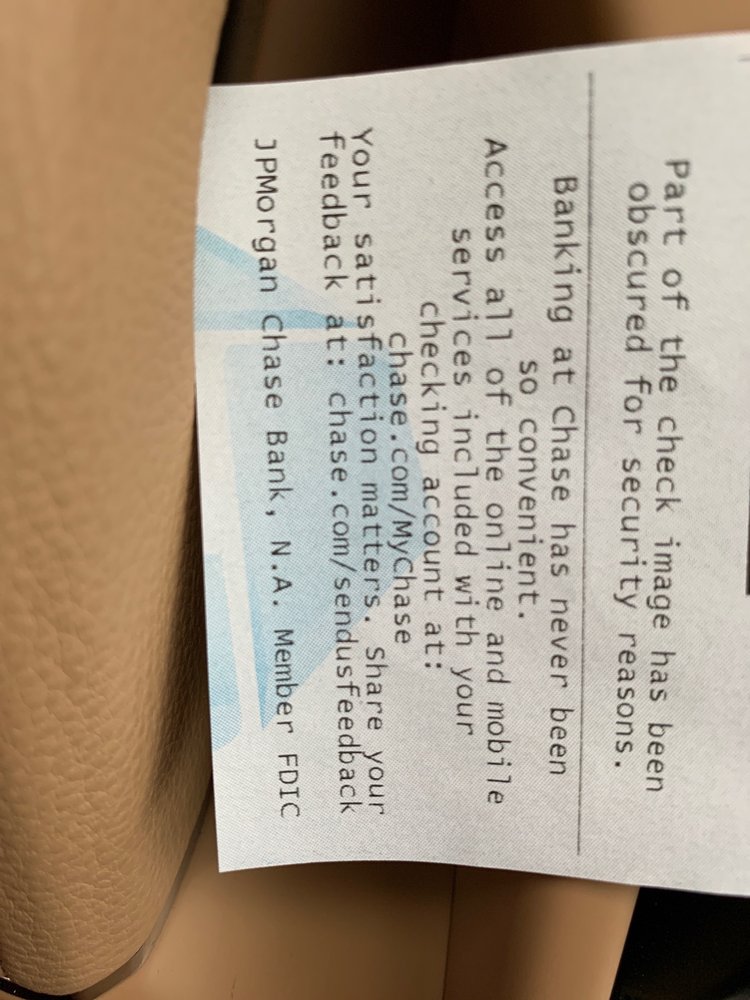 Part of the check image has been
obscured for security reasons.
Banking at Chase has never been
so convenient.
Access all of the online and mobile
services included with your
checking account at:
chase.com/MyChase
Your satisfaction matters. Share your
feedback at: chase.com/sendusfeedback
JPMorgan Chase Bank, N.A. Member FDIC